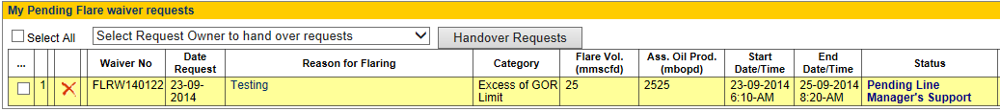 My Pending Flare waiver requests
Select All Select Request Owner to hand over requests Handover Requests
... Waiver No Date Request Reason for Flaring Category Flare Vol. (mmscfd) Ass. Oil Prod. (mbopd) Start Date/Time End Date/Time Status
1 FLRW140122 23-09-2014 Testing Excess of GOR Limit 25 2525 23-09-2014 6:10-AM 25-09-2014 8:20-AM Pending Line Manager's Support